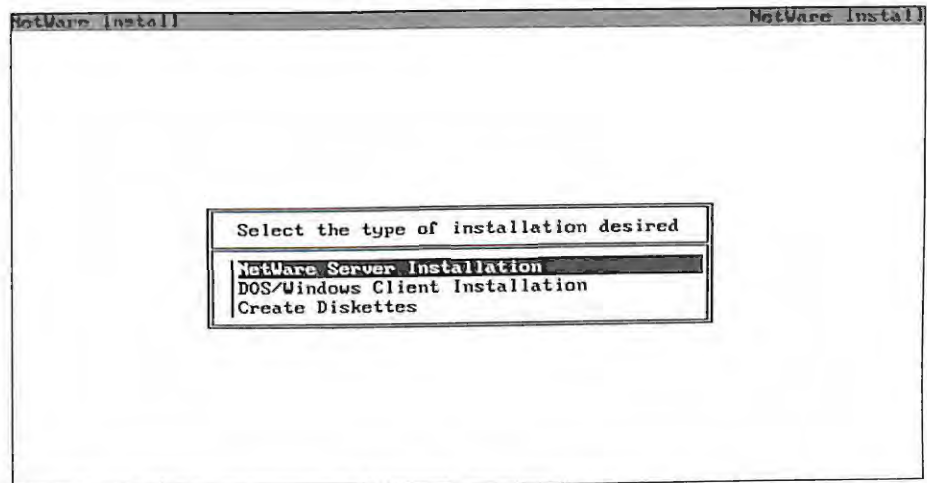 NetWare Install NetWare Install
Select the type of installation desired
NetWare Server Installation
DOS/Windows Client Installation
Create Diskettes